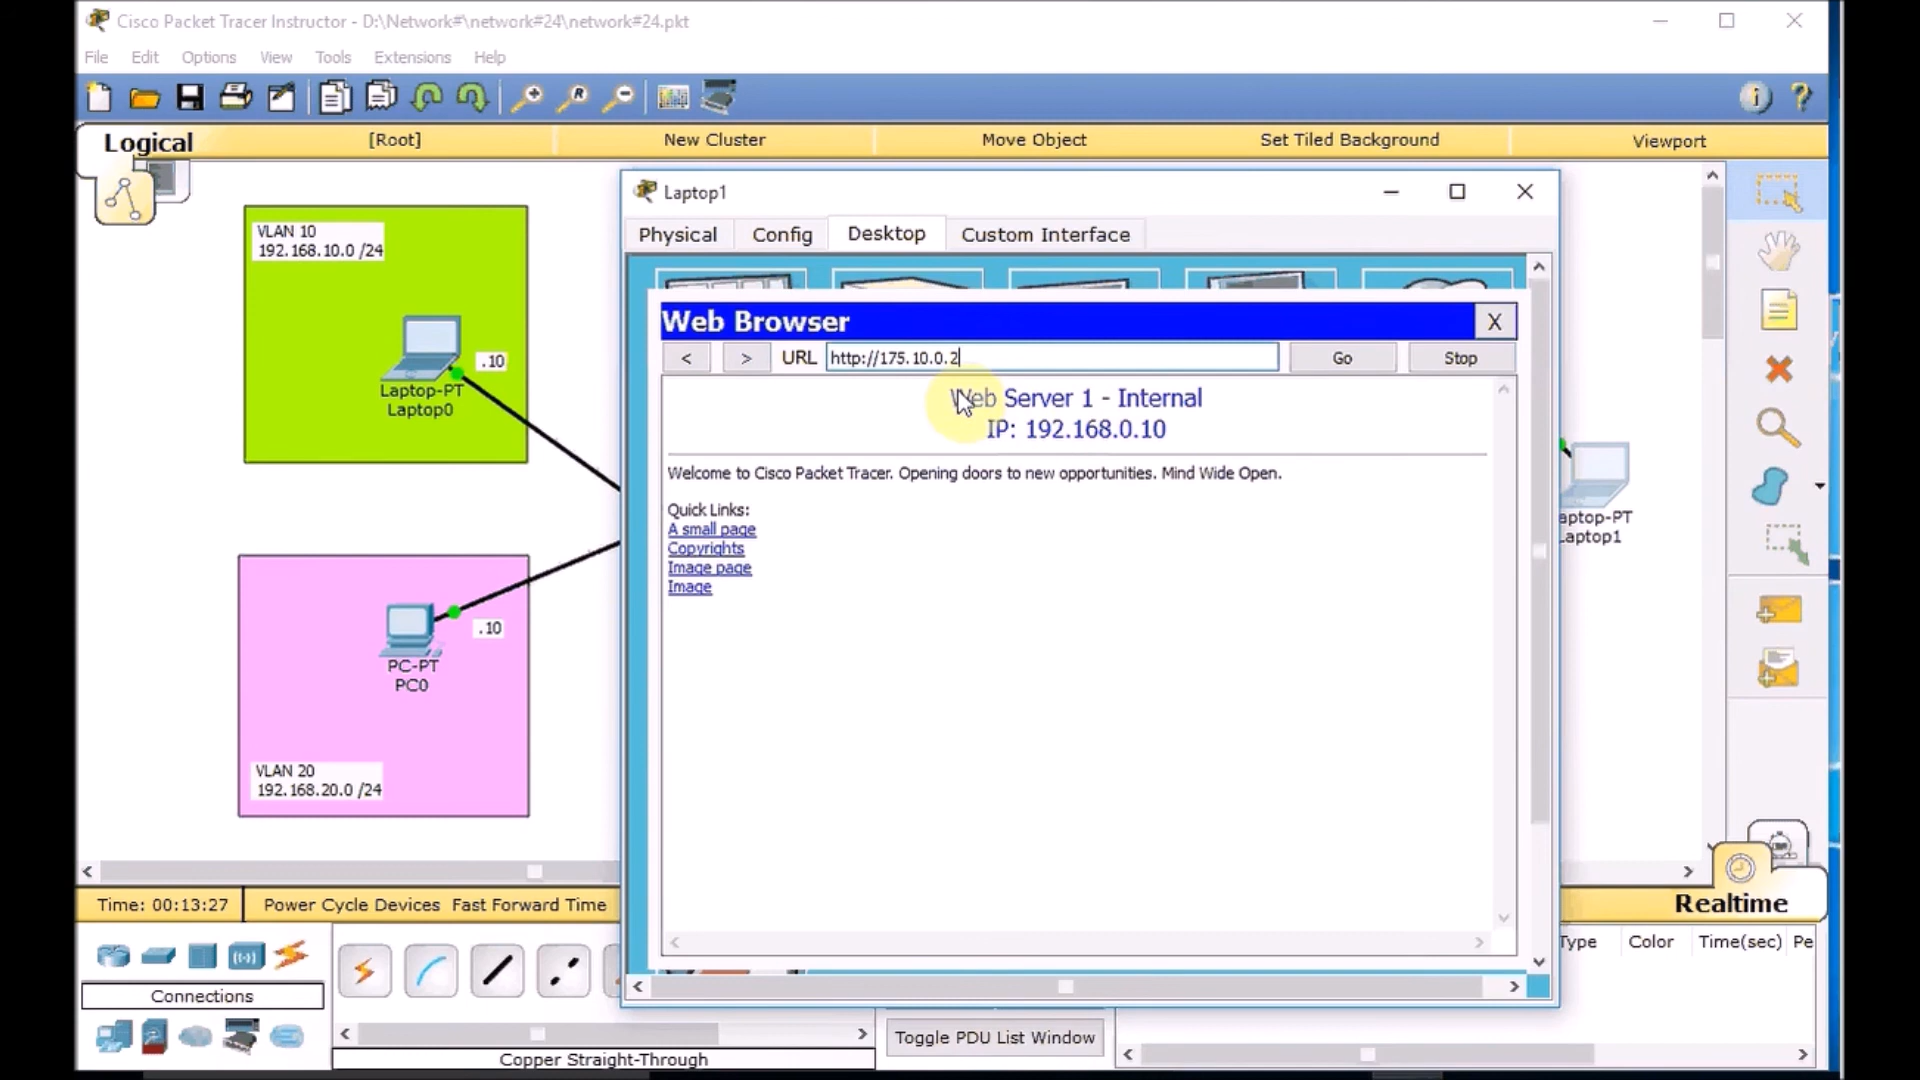 Cisco Packet Tracer Instructor - D:\Network#\network#24\network#24.pkt
File Edit Options View Tools Extensions Help
Logical [Root] New Cluster Move Object Set Tiled Background Viewport
VLAN 10
192.168.10.0 /24
.10
Laptop-PT
Laptop0
.10
PC-PT
PC0
VLAN 20
192.168.20.0 /24
Laptop1
Physical Config Desktop Custom Interface
Web Browser X
< > URL http://175.10.0.2 Go Stop
Web Server 1 - Internal
IP: 192.168.0.10
Welcome to Cisco Packet Tracer. Opening doors to new opportunities. Mind Wide Open.
Quick Links:
A small page
Copyrights
Image page
Image
aptop-PT
aptop1
Time: 00:13:27 Power Cycle Devices Fast Forward Time Realtime
Type Color Time(sec) Pe
Connections
Copper Straight-Through
Toggle PDU List Window